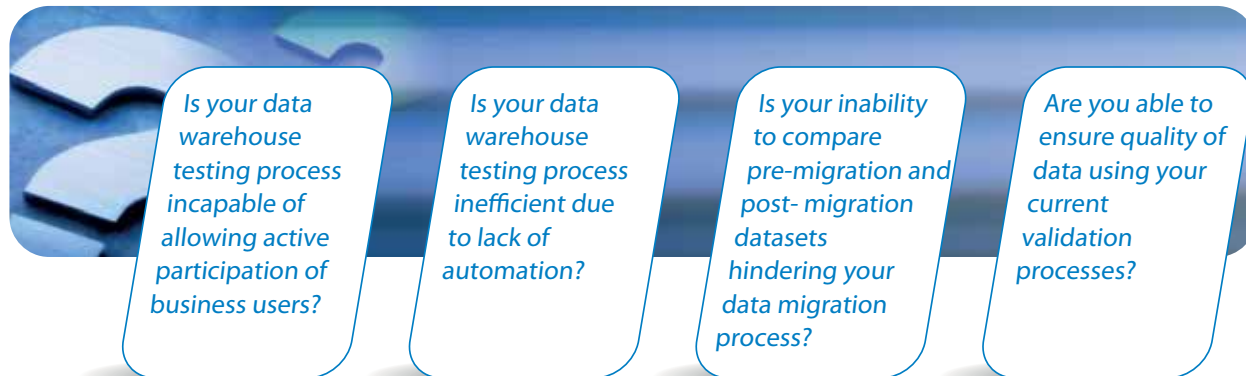 Is your data
warehouse
testing process
incapable of
allowing active
participation of
business users?
Is your data
warehouse
testing process
inefficient due
to lack of
automation?
Is your inability
to compare
pre-migration and
post- migration
datasets
hindering your
data migration
process?
Are you able to
ensure quality of
data using your
current
validation
processes?